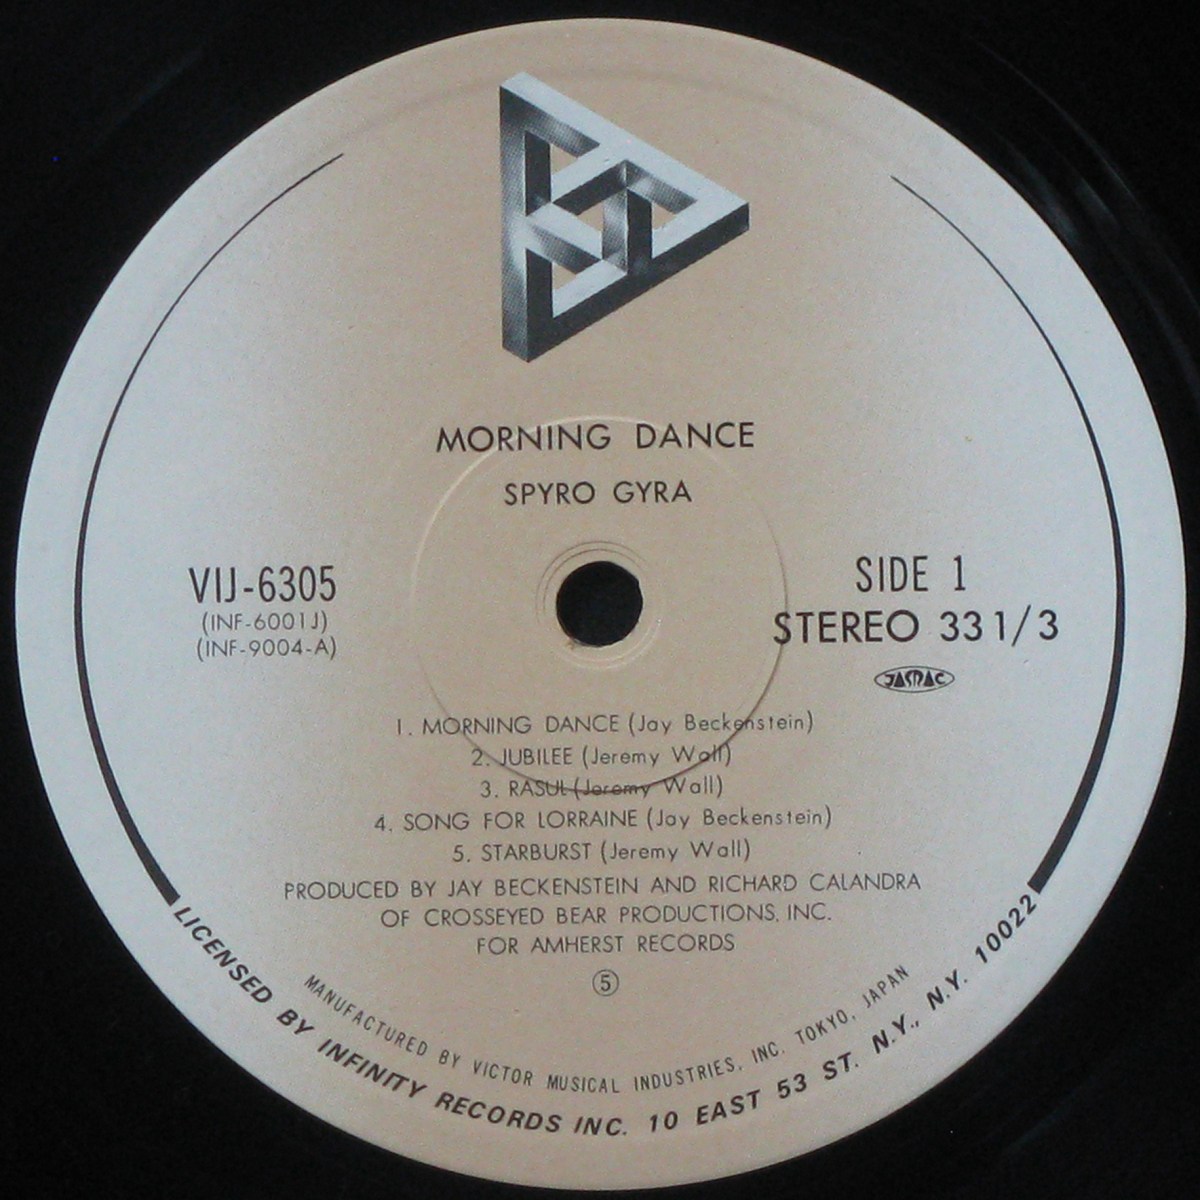 MORNING DANCE
SPYRO GYRA
VIJ-6305
(INF-6001J)
(INF-9004-A)
SIDE 1
STEREO 33 1/3
JASRAC
1. MORNING DANCE (Jay Beckenstein)
2. JUBILEE (Jeremy Wall)
3. RASUL (Jeremy Wall)
4. SONG FOR LORRAINE (Jay Beckenstein)
5. STARBURST (Jeremy Wall)
PRODUCED BY JAY BECKENSTEIN AND RICHARD CALANDRA
OF CROSSEYED BEAR PRODUCTIONS, INC.
FOR AMHERST RECORDS
⑤
MANUFACTURED BY VICTOR MUSICAL INDUSTRIES, INC. TOKYO, JAPAN
LICENSED BY INFINITY RECORDS INC. 10 EAST 53 ST. N.Y., N.Y. 10022